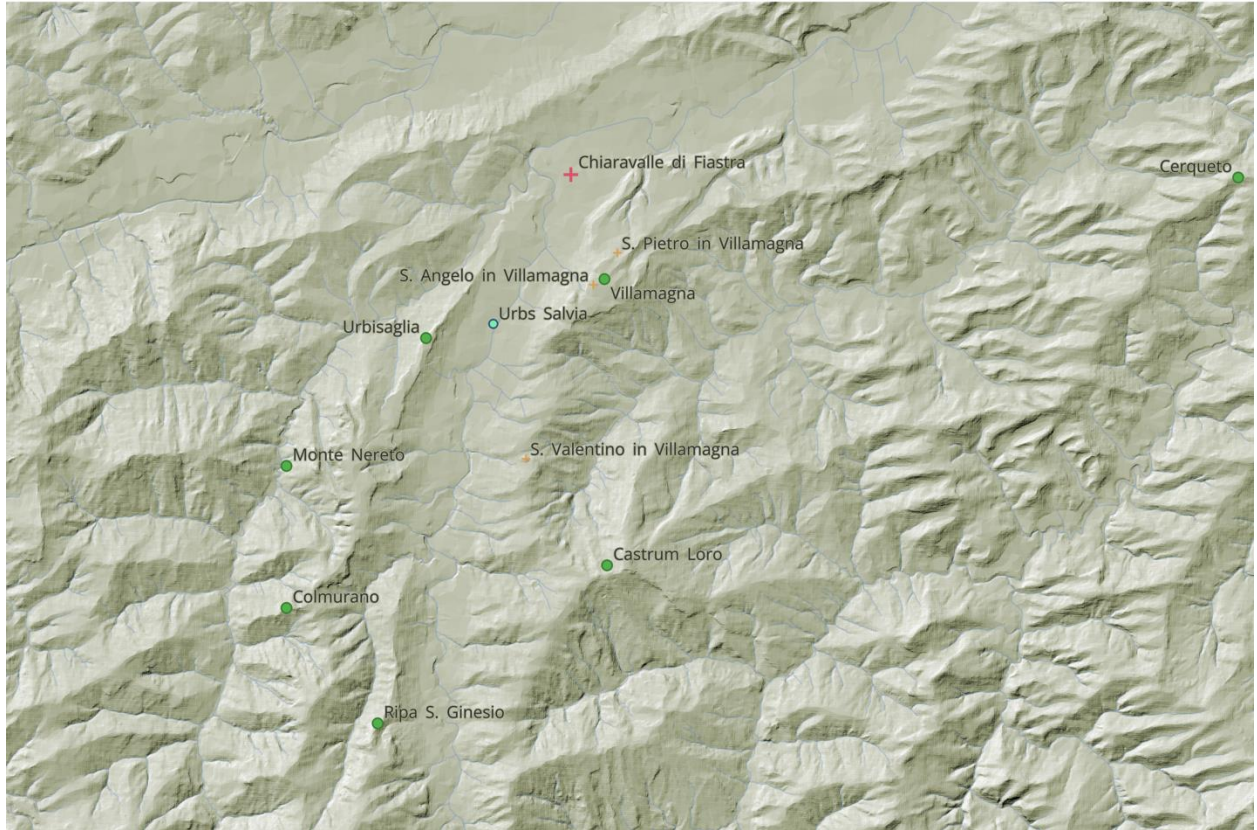 Chiaravalle di Fiastra
Cerqueto
S. Pietro in Villamagna
S. Angelo in Villamagna
Villamagna
Urbs Salvia
Urbisaglia
S. Valentino in Villamagna
Monte Nereto
Castrum Loro
Colmurano
Ripa S. Ginesio